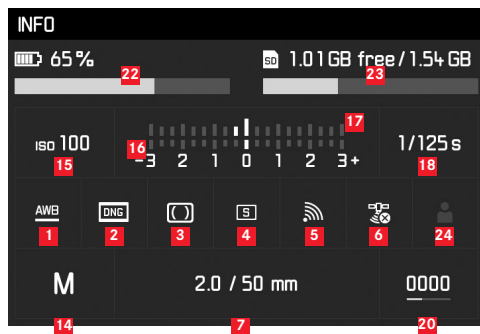 INFO
65% SD 1.01GB free/1.54 GB
22 23
17
ISO 100 16 1/125 s
-3 2 1 0 1 2 3+
15 18
AWB DNG ( ) S
1 2 3 4 5 6 24
M 2.0 / 50 mm 0000
14 7 20